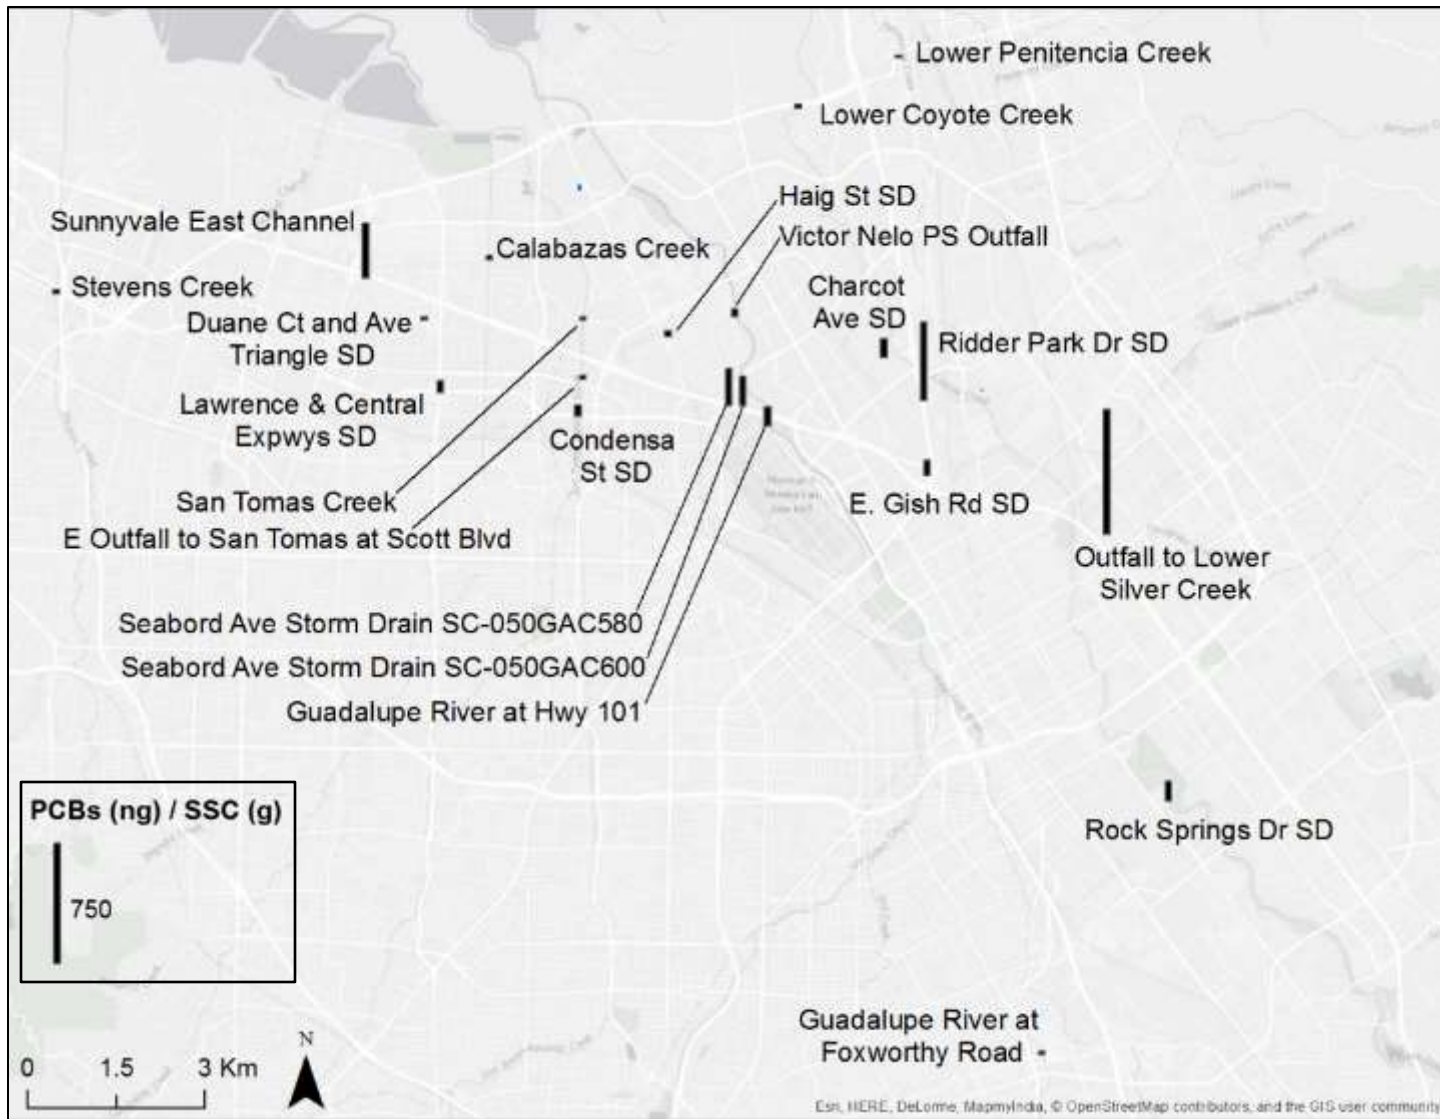 Lower Penitencia Creek
Lower Coyote Creek
Haig St SD
Sunnyvale East Channel
Victor Nelo PS Outfall
Calabazas Creek
Stevens Creek
Charcot
Ave SD
Duane Ct and Ave
Triangle SD
Ridder Park Dr SD
Lawrence & Central
Expwys SD
Condensa
St SD
San Tomas Creek
E. Gish Rd SD
E Outfall to San Tomas at Scott Blvd
Outfall to Lower
Silver Creek
Seabord Ave Storm Drain SC-050GAC580
Seabord Ave Storm Drain SC-050GAC600
Guadalupe River at Hwy 101
PCBs (ng) / SSC (g)
750
Rock Springs Dr SD
Guadalupe River at
Foxworthy Road
N
0 1.5 3 Km
Esri, HERE, DeLorme, MapmyIndia, © OpenStreetMap contributors, and the GIS user community